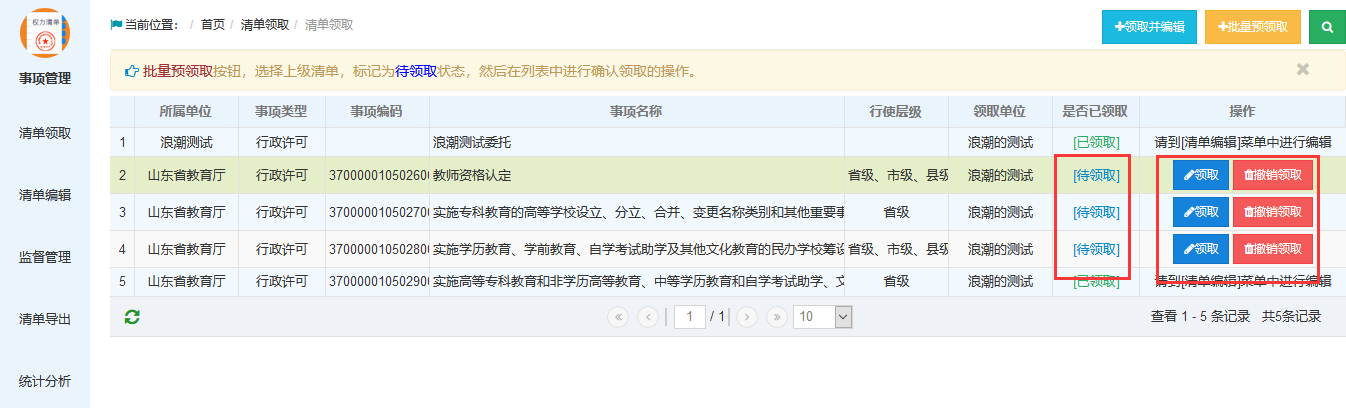 权力清单
事项管理
清单领取
清单编辑
监督管理
清单导出
统计分析
当前位置： / 首页 / 清单领取 / 清单领取
领取并编辑 批量预领取
批量预领取按钮，选择上级清单，标记为待领取状态，然后在列表中进行确认领取的操作。
所属单位 事项类型 事项编码 事项名称 行使层级 领取单位 是否已领取 操作
1 浪潮测试 行政许可 浪潮测试委托 浪潮的测试 [已领取] 请到[清单编辑]菜单中进行编辑
2 山东省教育厅 行政许可 37000001050260 教师资格认定 省级、市级、县级 浪潮的测试 [待领取] 领取 撤销领取
3 山东省教育厅 行政许可 37000001050270 实施专科教育的高等学校设立、分立、合并、变更名称类别和其他重要事 省级 浪潮的测试 [待领取] 领取 撤销领取
4 山东省教育厅 行政许可 37000001050280 实施学历教育、学前教育、自学考试助学及其他文化教育的民办学校筹设 省级、市级、县级 浪潮的测试 [待领取] 领取 撤销领取
5 山东省教育厅 行政许可 37000001050290 实施高等专科教育和非学历高等教育、中等学历教育和自学考试助学、文 省级 浪潮的测试 [已领取] 请到[清单编辑]菜单中进行编辑
1 / 1 10 查看 1 - 5 条记录 共5条记录